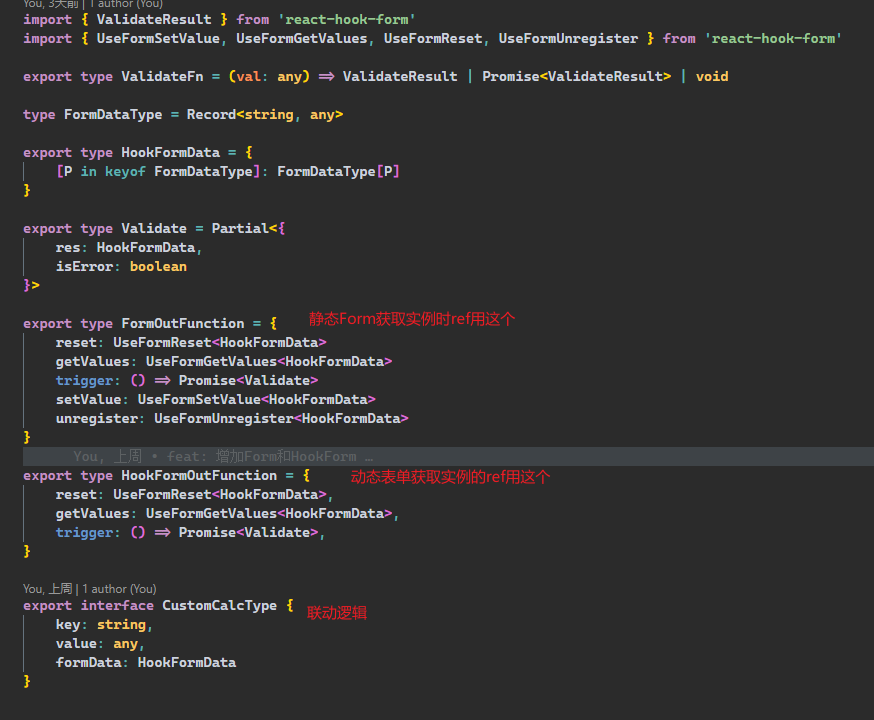 You, 3天前 | 1 author (You)
import { ValidateResult } from 'react-hook-form'
import { UseFormSetValue, UseFormGetValues, UseFormReset, UseFormUnregister } from 'react-hook-form'
export type ValidateFn = (val: any) => ValidateResult | Promise<ValidateResult> | void
type FormDataType = Record<string, any>
export type HookFormData = {
[P in keyof FormDataType]: FormDataType[P]
}
export type Validate = Partial<{
res: HookFormData,
isError: boolean
}>
export type FormOutFunction = { 静态Form获取实例时ref用这个
reset: UseFormReset<HookFormData>
getValues: UseFormGetValues<HookFormData>
trigger: () => Promise<Validate>
setValue: UseFormSetValue<HookFormData>
unregister: UseFormUnregister<HookFormData>
}
You, 上周 • feat: 增加Form和HookForm …
export type HookFormOutFunction = { 动态表单获取实例的ref用这个
reset: UseFormReset<HookFormData>,
getValues: UseFormGetValues<HookFormData>,
trigger: () => Promise<Validate>,
}
You, 上周 | 1 author (You)
export interface CustomCalcType { 联动逻辑
key: string,
value: any,
formData: HookFormData
}